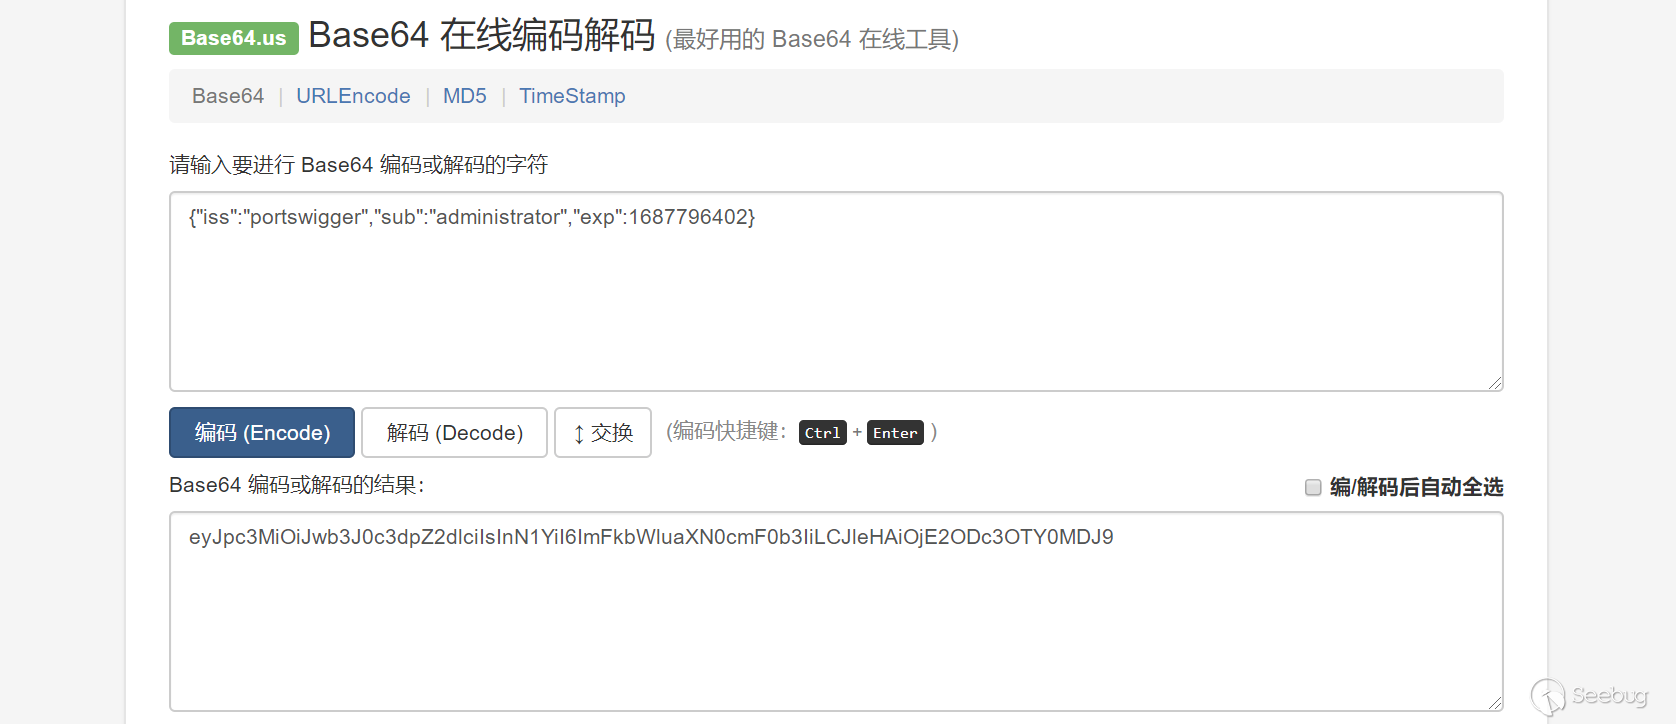 Base64.us Base64 在线编码解码 (最好用的 Base64 在线工具)
Base64 | URLEncode | MD5 | TimeStamp
请输入要进行 Base64 编码或解码的字符
{"iss":"portswigger","sub":"administrator","exp":1687796402}
编码 (Encode) 解码 (Decode) ↕ 交换 (编码快捷键: Ctrl + Enter )
Base64 编码或解码的结果: 编/解码后自动全选
eyJpc3MiOiJwb3J0c3dpZ2dlciIsInN1YiI6ImFkbWluaXN0cmF0b3IiLCJleHAiOjE2ODc3OTY0MDJ9
Seebug